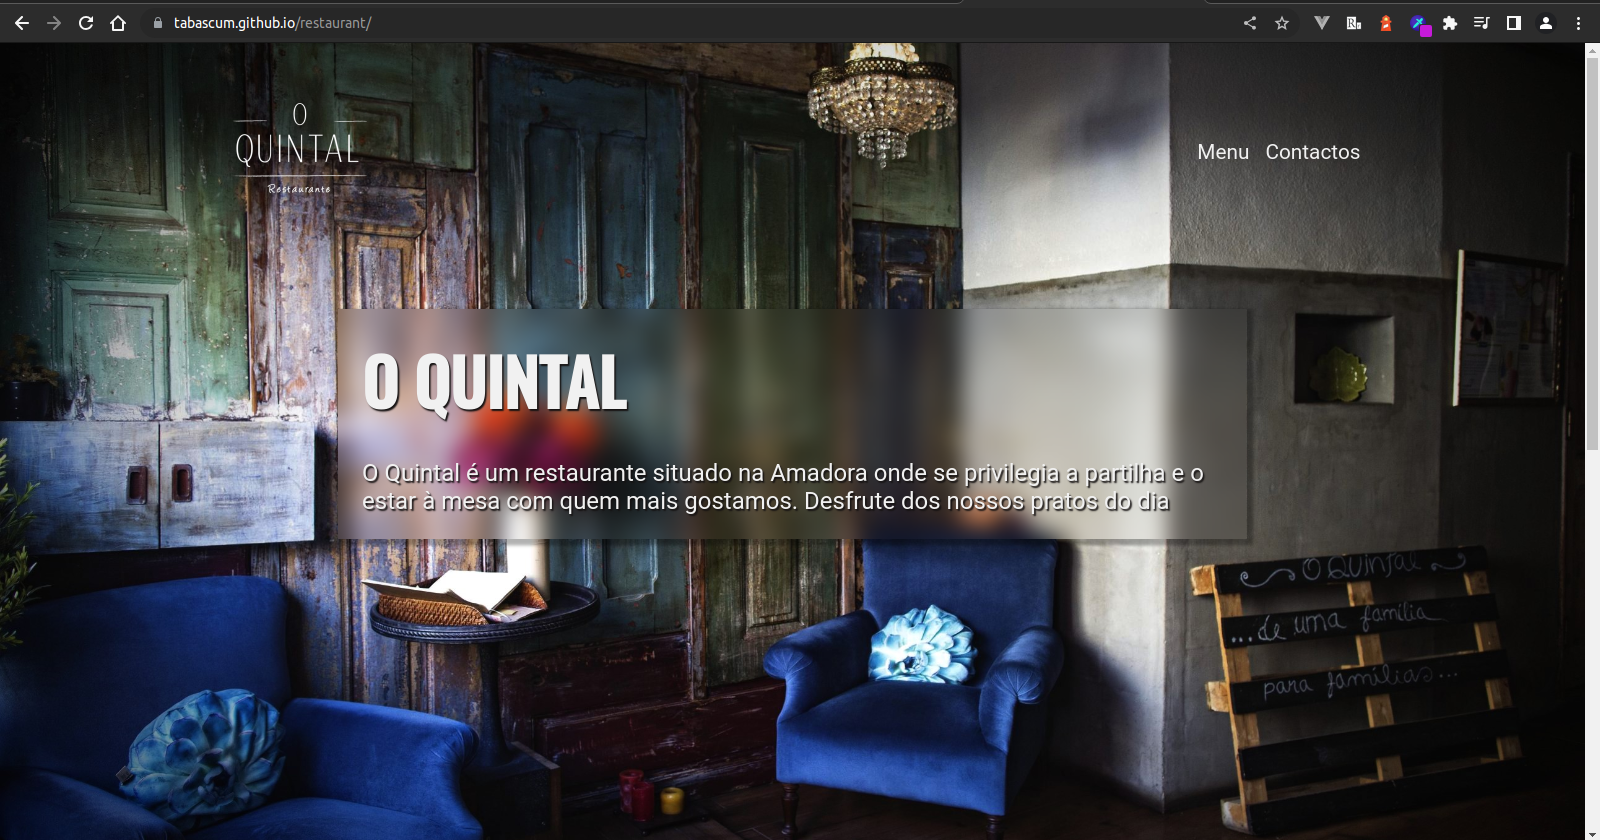 tabascum.github.io/restaurant/
O
QUINTAL
Restaurante
Menu Contactos
O QUINTAL
O Quintal é um restaurante situado na Amadora onde se privilegia a partilha e o
estar à mesa com quem mais gostamos. Desfrute dos nossos pratos do dia
O QUINTAL
...de uma família
para famílias...